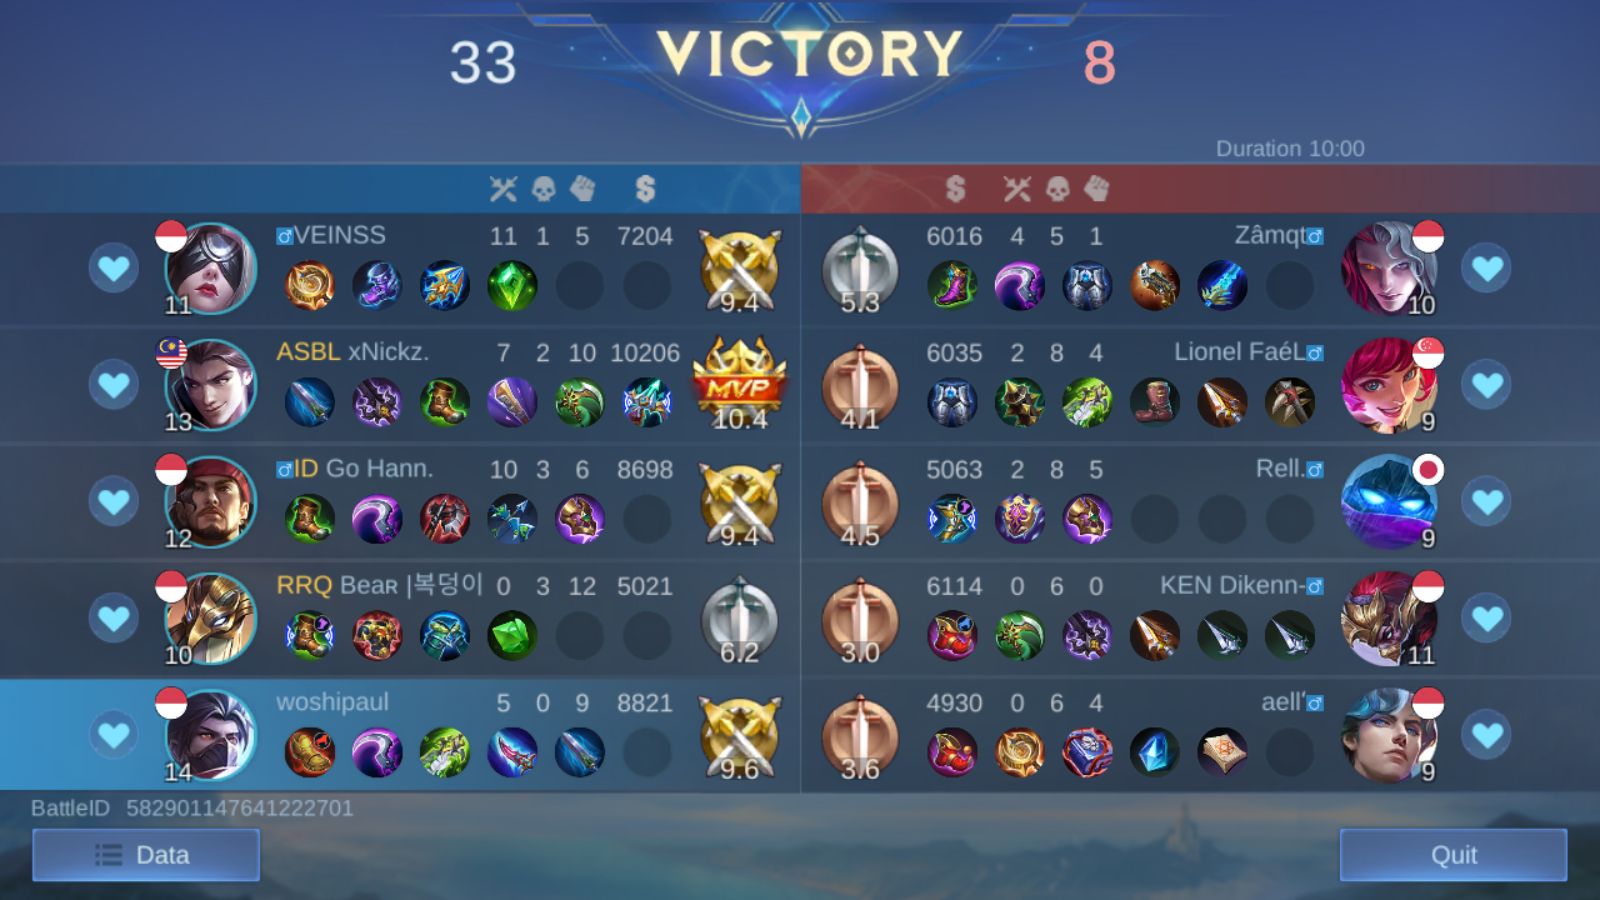 33 VICTORY 8
Duration 10:00
♂VEINSS 11 1 5 7204
11 9.4
5.3 6016 4 5 1 Zâmqt♂
10
ASBL xNickz. 7 2 10 10206
13 MVP 10.4
4.1 6035 2 8 4 Lionel FaéL♂
9
♂ID Go Hann. 10 3 6 8698
12 9.4
4.5 5063 2 8 5 Rell.♂
9
RRQ Beaʀ |복덩이 0 3 12 5021
10 6.2
3.0 6114 0 6 0 KEN Dikenn-♂
11
woshipaul 5 0 9 8821
14 9.6
3.6 4930 0 6 4 aell'♂
9
BattleID 582901147641222701
Data
Quit